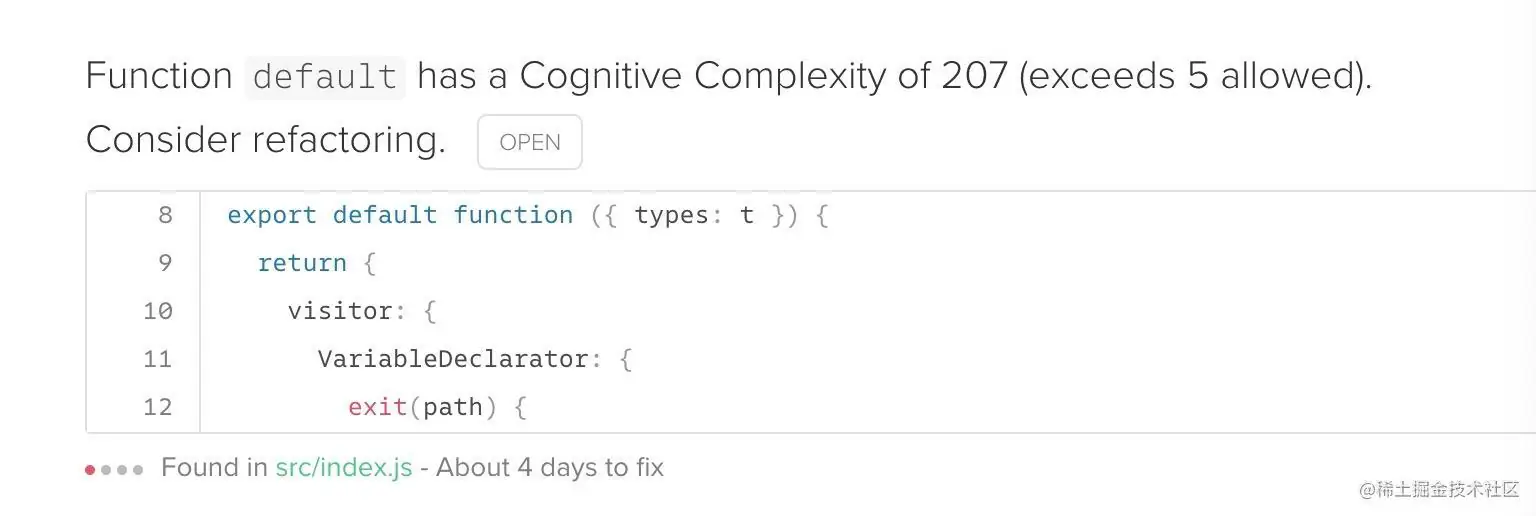 Function default has a Cognitive Complexity of 207 (exceeds 5 allowed).
Consider refactoring. OPEN
8 export default function ({ types: t }) {
9 return {
10 visitor: {
11 VariableDeclarator: {
12 exit(path) {
Found in src/index.js - About 4 days to fix
@稀土掘金技术社区